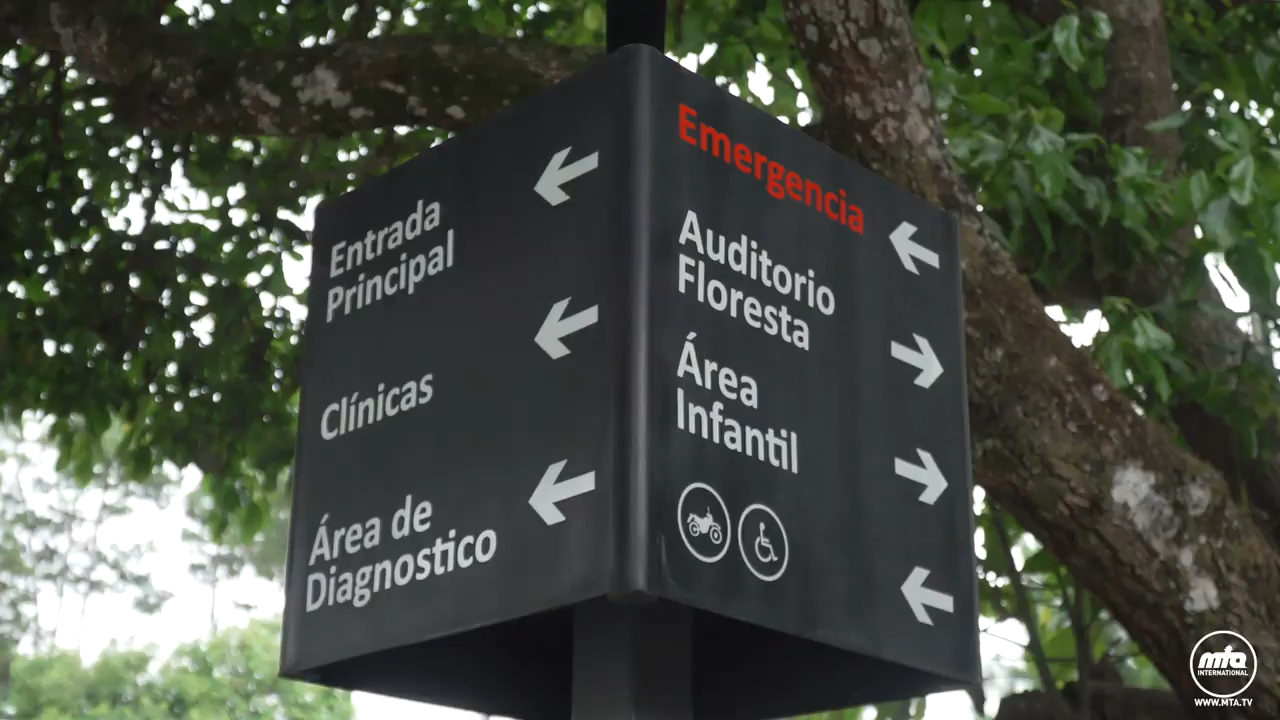 Entrada
Principal
Clínicas
Área de
Diagnostico
Emergencia
Auditorio
Floresta
Área
Infantil
mta
INTERNATIONAL
WWW.MTA.TV